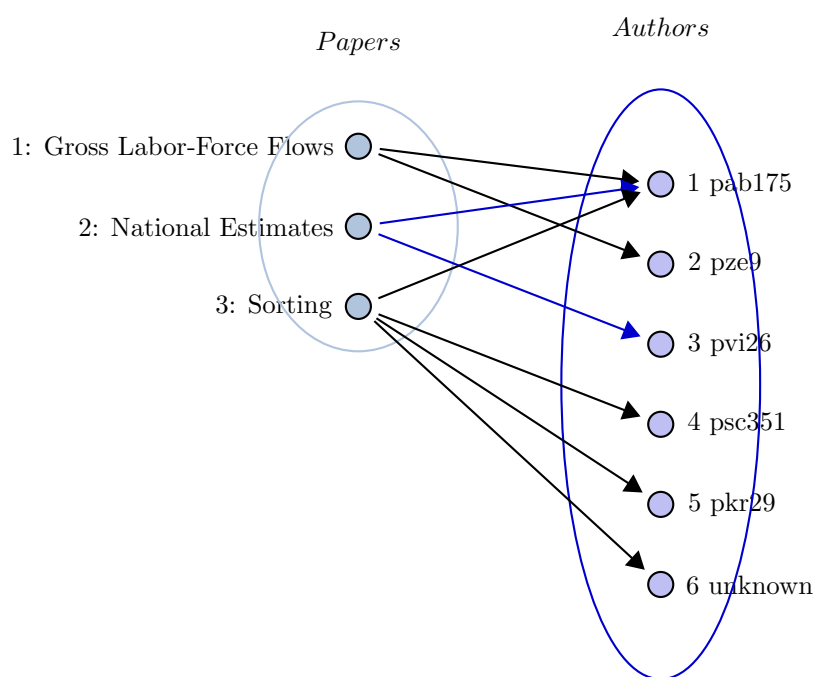 Papers
Authors
1: Gross Labor-Force Flows
2: National Estimates
3: Sorting
1 pab175
2 pze9
3 pvi26
4 psc351
5 pkr29
6 unknown